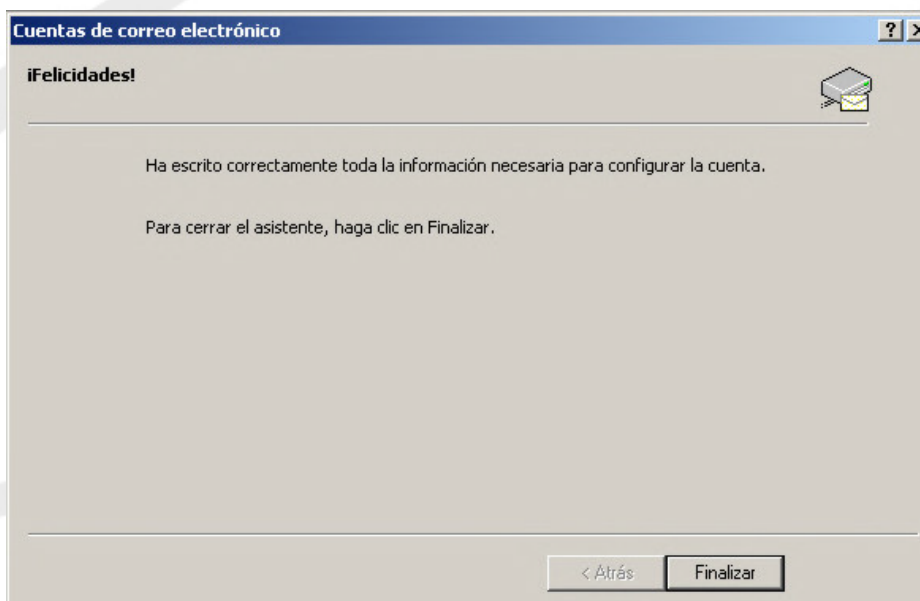 Cuentas de correo electrónico
¡Felicidades!
Ha escrito correctamente toda la información necesaria para configurar la cuenta.
Para cerrar el asistente, haga clic en Finalizar.
< Atrás
Finalizar